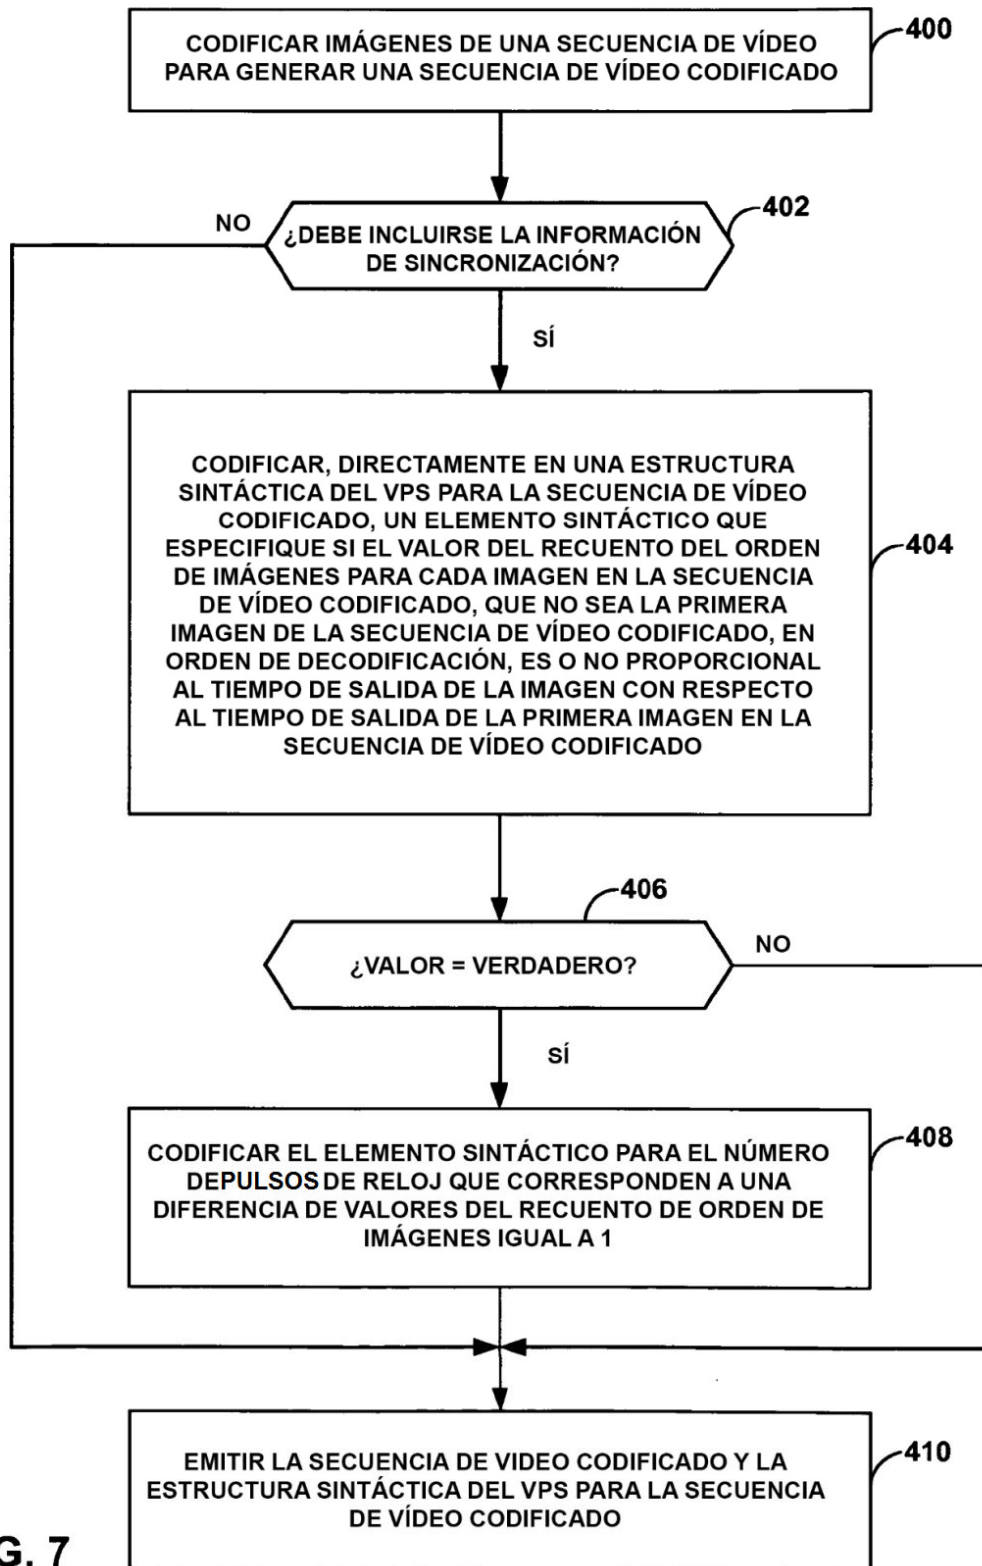 CODIFICAR IMÁGENES DE UNA SECUENCIA DE VÍDEO
PARA GENERAR UNA SECUENCIA DE VÍDEO CODIFICADO
400
¿DEBE INCLUIRSE LA INFORMACIÓN
DE SINCRONIZACIÓN?
402
NO
SÍ
CODIFICAR, DIRECTAMENTE EN UNA ESTRUCTURA
SINTÁCTICA DEL VPS PARA LA SECUENCIA DE VÍDEO
CODIFICADO, UN ELEMENTO SINTÁCTICO QUE
ESPECIFIQUE SI EL VALOR DEL RECUENTO DEL ORDEN
DE IMÁGENES PARA CADA IMAGEN EN LA SECUENCIA
DE VÍDEO CODIFICADO, QUE NO SEA LA PRIMERA
IMAGEN DE LA SECUENCIA DE VÍDEO CODIFICADO, EN
ORDEN DE DECODIFICACIÓN, ES O NO PROPORCIONAL
AL TIEMPO DE SALIDA DE LA IMAGEN CON RESPECTO
AL TIEMPO DE SALIDA DE LA PRIMERA IMAGEN EN LA
SECUENCIA DE VÍDEO CODIFICADO
404
406
¿VALOR = VERDADERO?
NO
SÍ
CODIFICAR EL ELEMENTO SINTÁCTICO PARA EL NÚMERO
DEPULSOS DE RELOJ QUE CORRESPONDEN A UNA
DIFERENCIA DE VALORES DEL RECUENTO DE ORDEN DE
IMÁGENES IGUAL A 1
408
EMITIR LA SECUENCIA DE VIDEO CODIFICADO Y LA
ESTRUCTURA SINTÁCTICA DEL VPS PARA LA SECUENCIA
DE VÍDEO CODIFICADO
410
G. 7